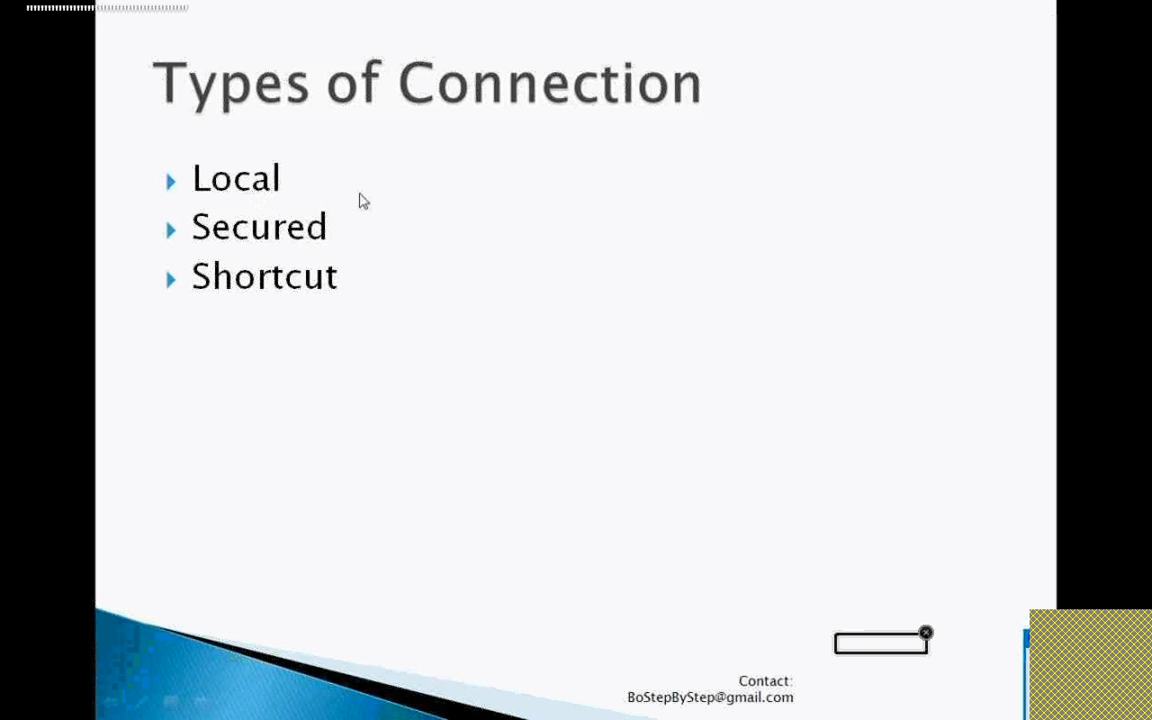 Types of Connection
Local
Secured
Shortcut
Contact:
BoStepByStep@gmail.com